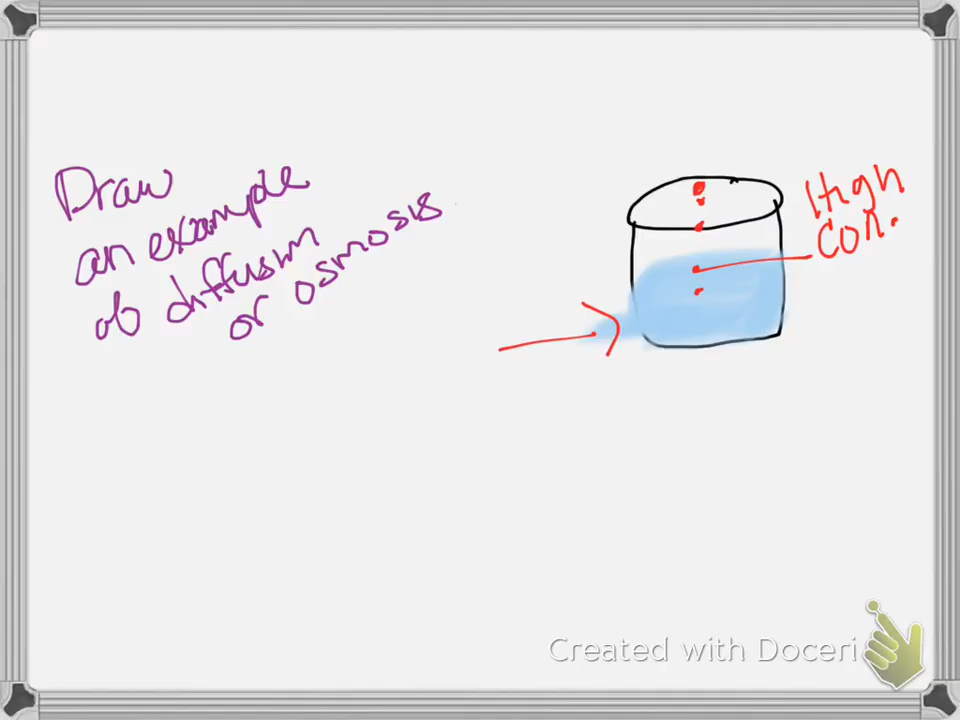 Draw
an example
of diffusion
or osmosis
High
con.
Created with Doceri